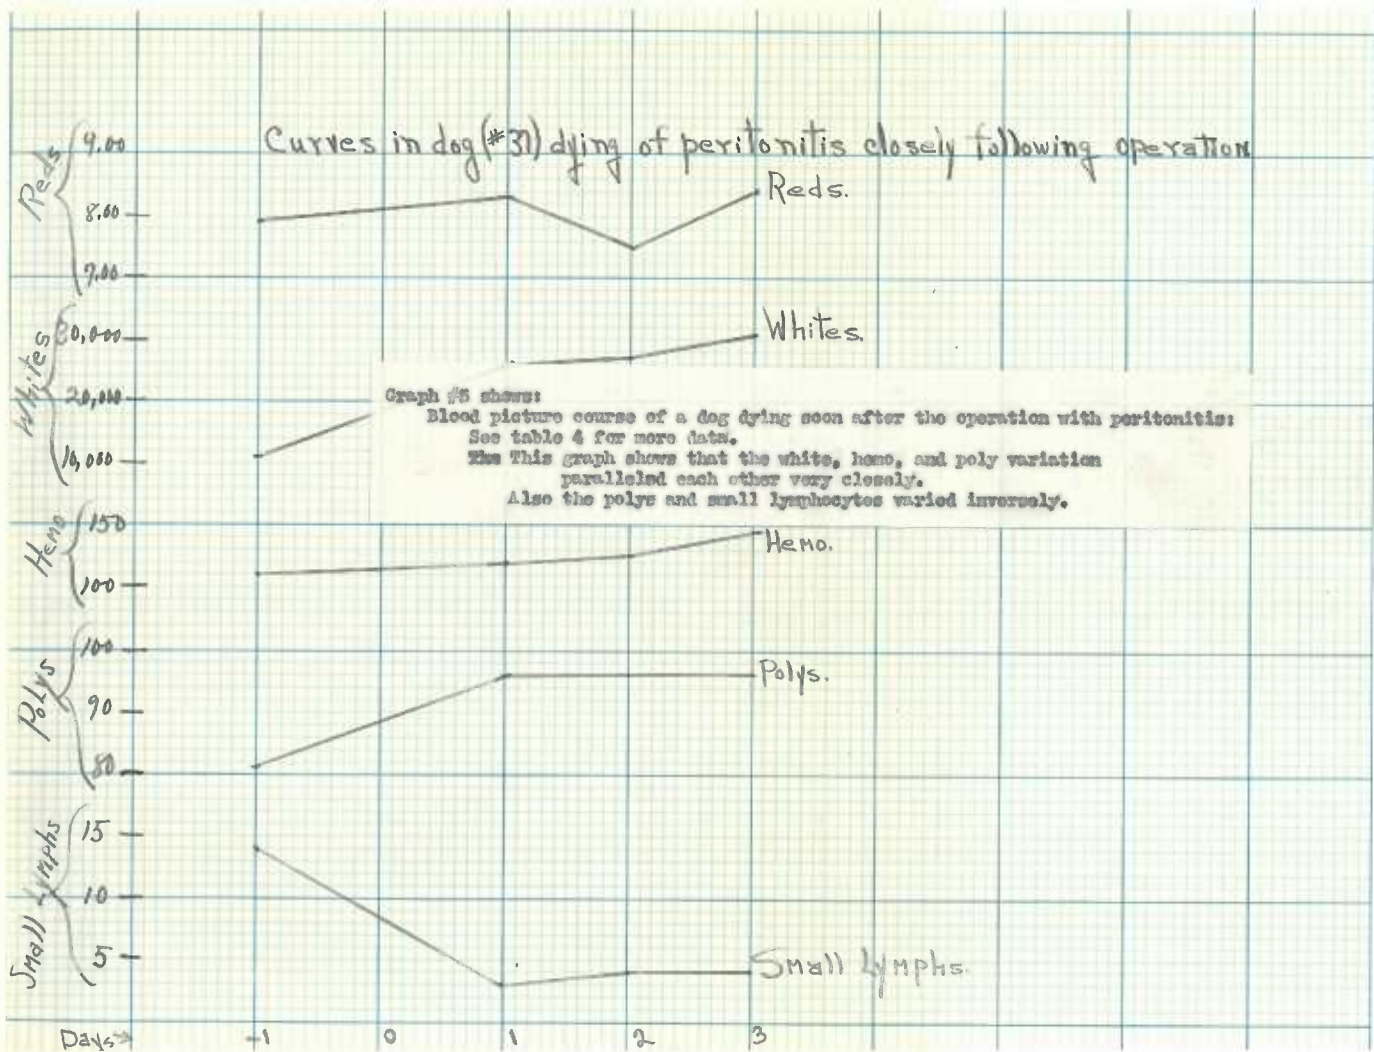 Curves in dog (#37) dying of peritonitis closely following operation
Reds
9.00
8.00
7.00
Reds.
Whites
30,000
20,000
10,000
Whites.
Graph #5 shows:
Blood picture course of a dog dying soon after the operation with peritonitis:
See table 4 for more data.
The This graph shows that the white, hemo, and poly variation
paralleled each other very closely.
Also the polys and small lymphocytes varied inversely.
Hemo
150
100
Hemo.
Polys
100
90
80
Polys.
Small Lymphs
15
10
5
Small Lymphs.
Days→ -1 0 1 2 3